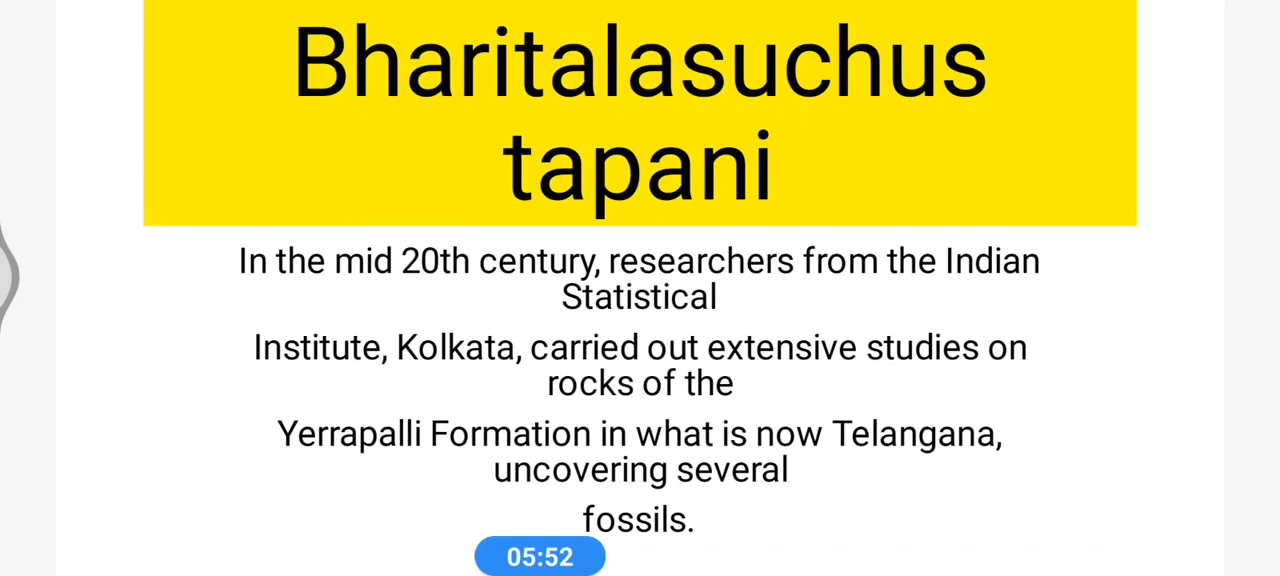 Bharitalasuchus
tapani
In the mid 20th century, researchers from the Indian
Statistical
Institute, Kolkata, carried out extensive studies on
rocks of the
Yerrapalli Formation in what is now Telangana,
uncovering several
fossils.
05:52